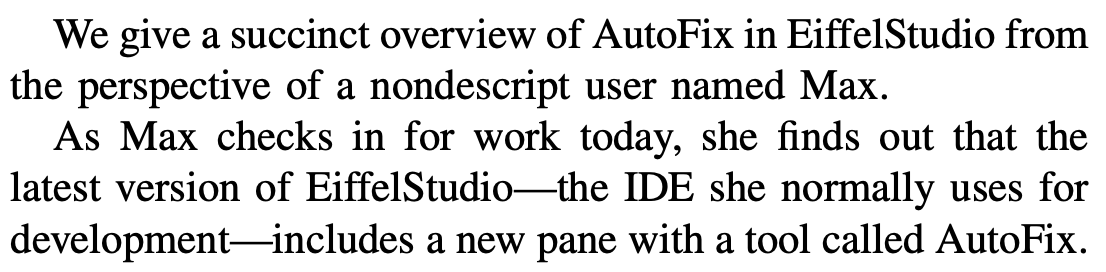 We give a succinct overview of AutoFix in EiffelStudio from
the perspective of a nondescript user named Max.
As Max checks in for work today, she finds out that the
latest version of EiffelStudio—the IDE she normally uses for
development—includes a new pane with a tool called AutoFix.